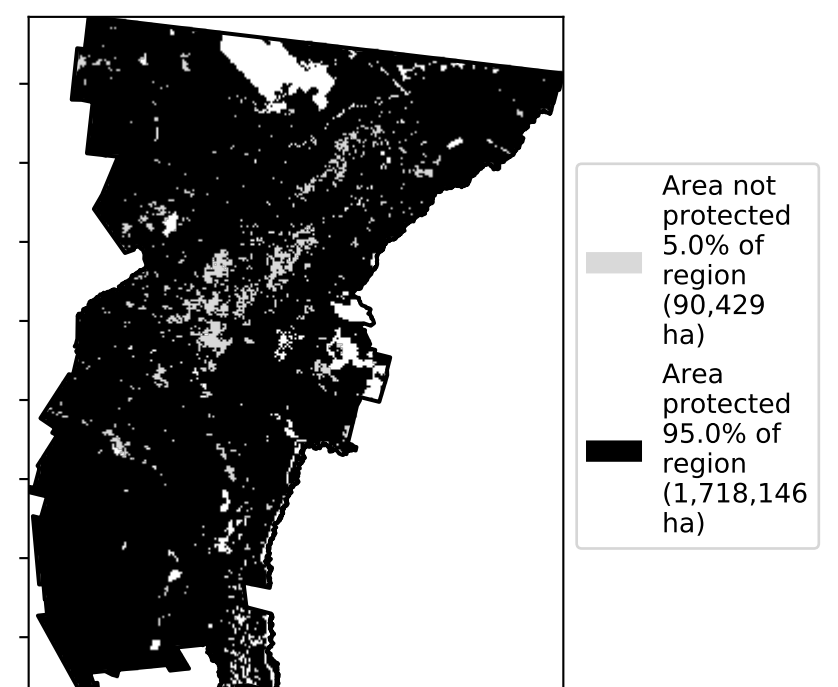 Area not
protected
5.0% of
region
(90,429
ha)
Area
protected
95.0% of
region
(1,718,146
ha)